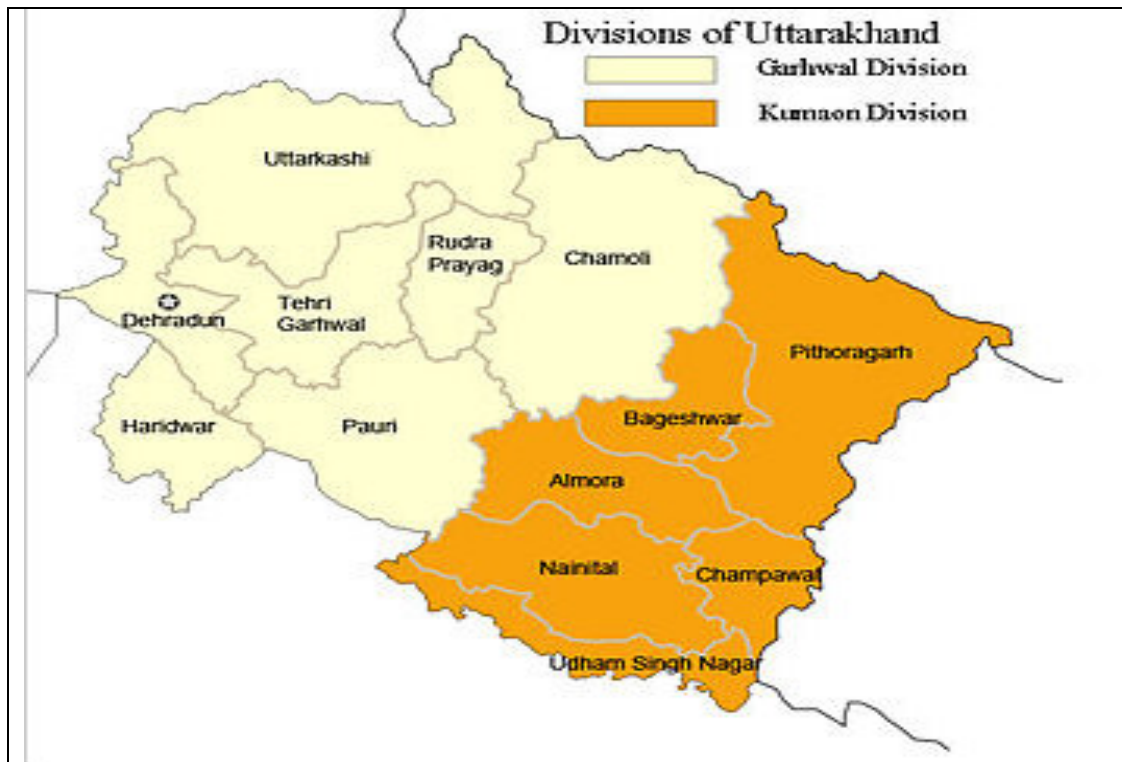 Divisions of Uttarakhand
Garhwal Division
Kumaon Division
Uttarkashi
Rudra
Prayag
Chamoli
Tehri
Garhwal
Dehradun
Pithoragarh
Haridwar
Pauri
Bageshwar
Almora
Nainital
Champawat
Udham Singh Nagar